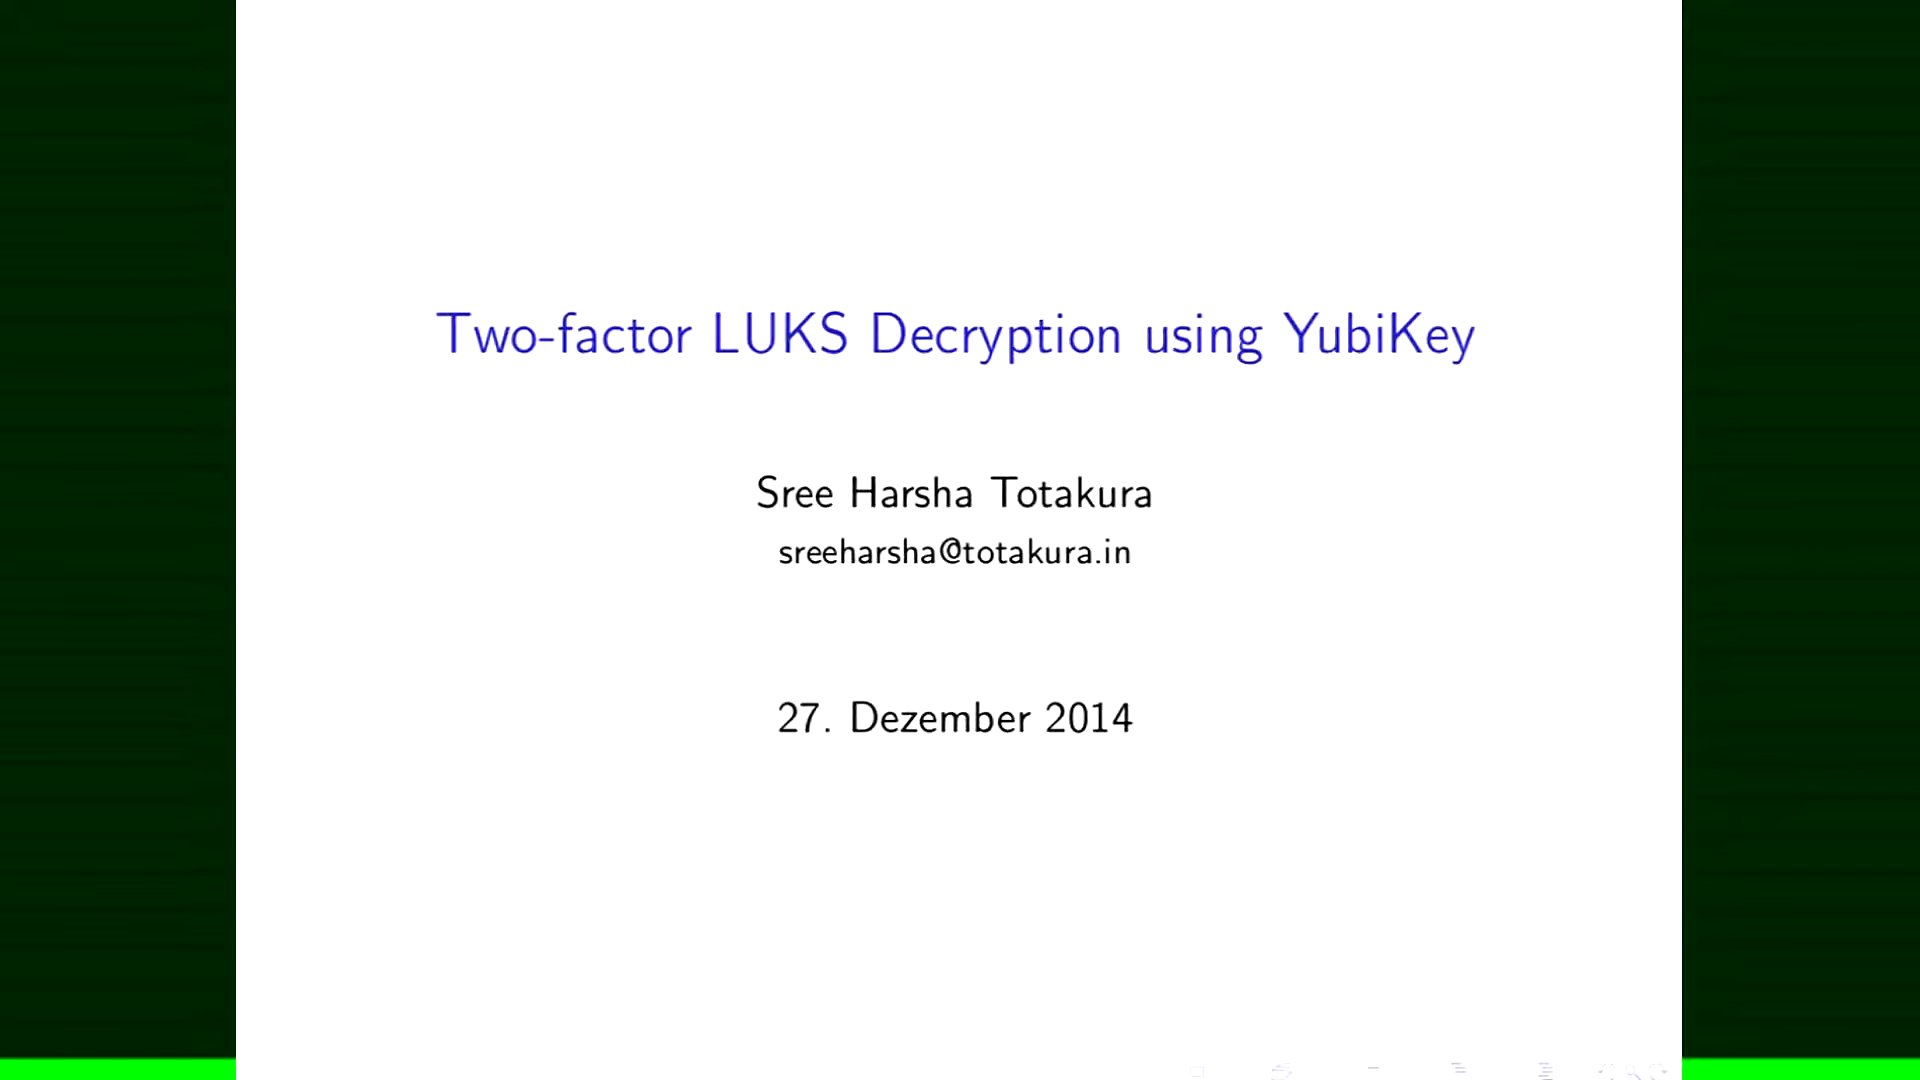 Two-factor LUKS Decryption using YubiKey
Sree Harsha Totakura
sreeharsha@totakura.in
27. Dezember 2014